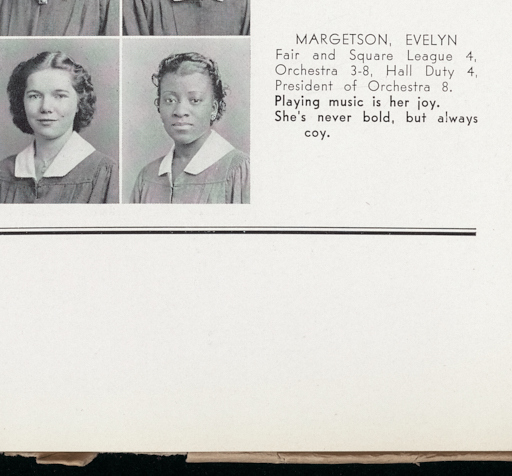 MARGETSON, EVELYN
Fair and Square League 4,
Orchestra 3-8, Hall Duty 4,
President of Orchestra 8.
Playing music is her joy.
She's never bold, but always
coy.